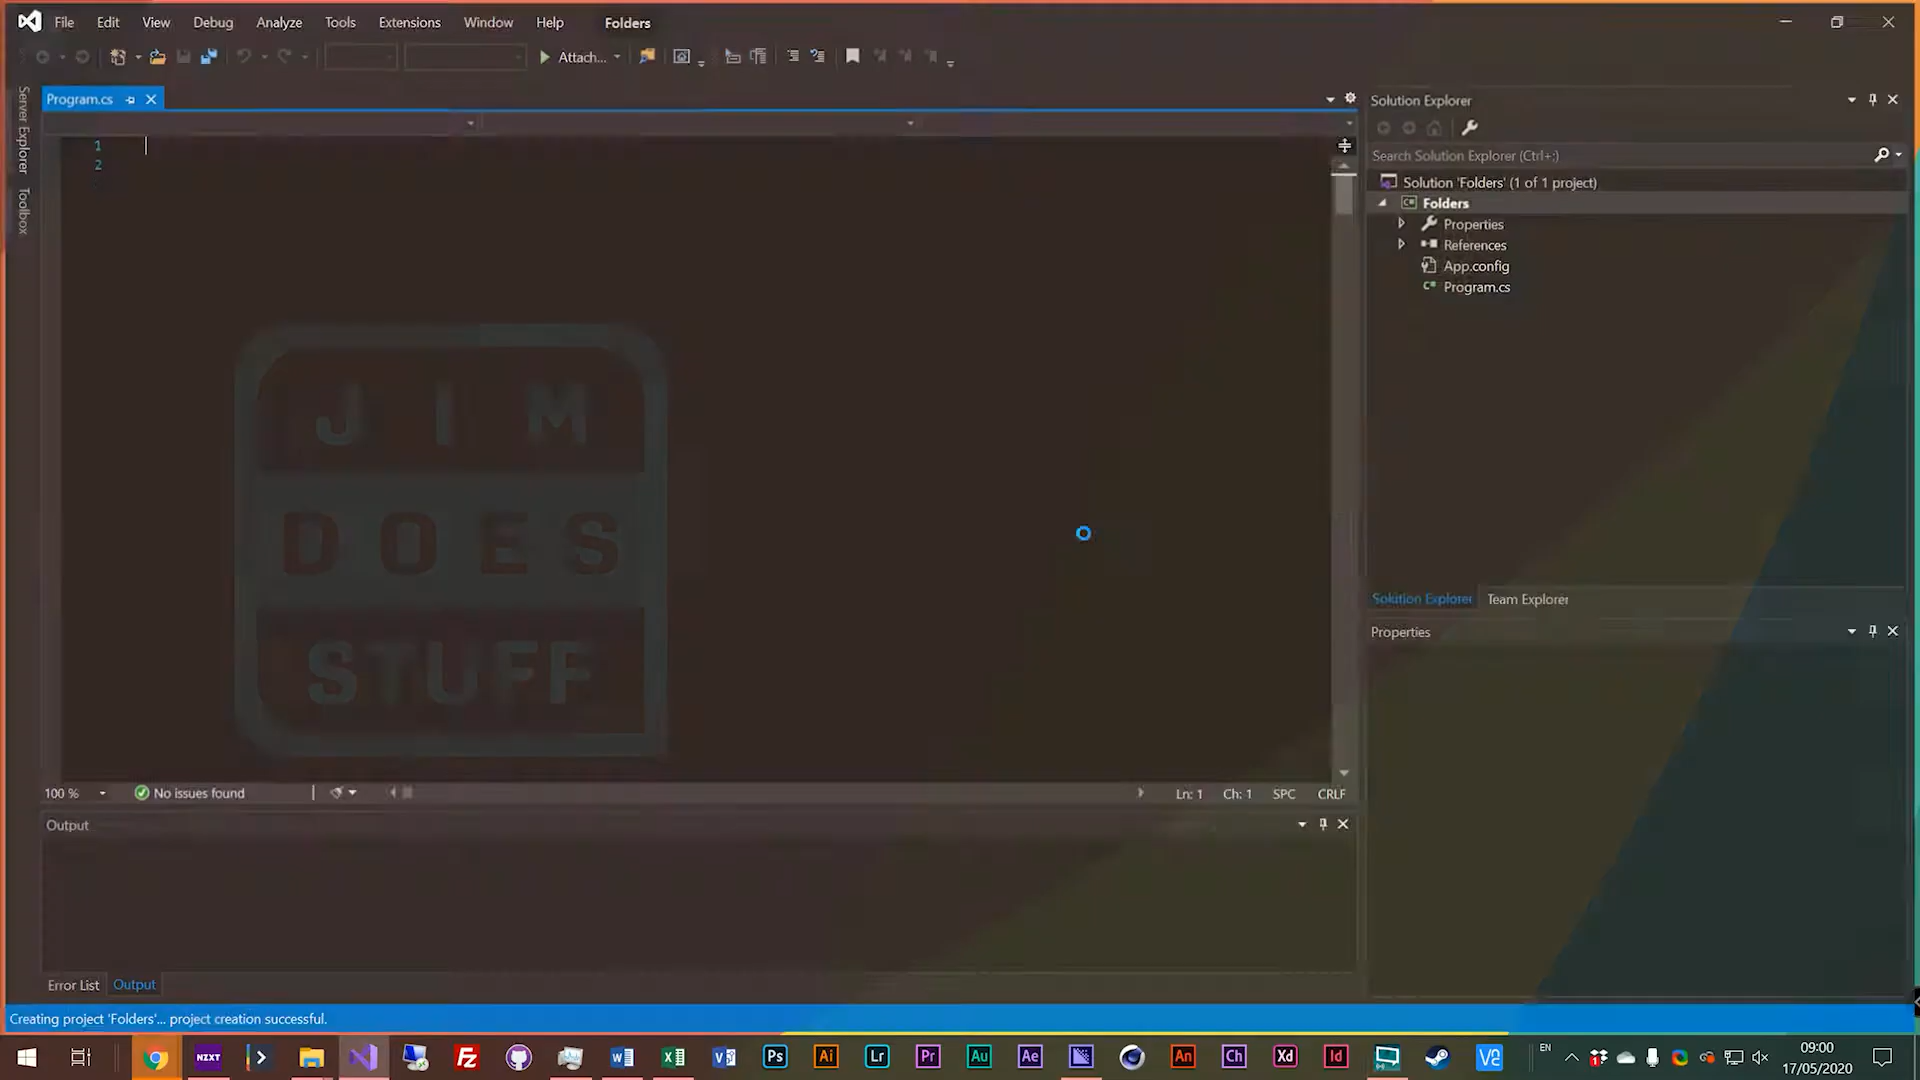 File Edit View Debug Analyze Tools Extensions Window Help Folders
Attach...
Server Explorer
Toolbox
Program.cs
1
2
JIM
DOES
STUFF
100 % No issues found Ln: 1 Ch: 1 SPC CRLF
Output
Error List Output
Solution Explorer
Search Solution Explorer (Ctrl+;)
Solution 'Folders' (1 of 1 project)
Folders
Properties
References
App.config
Program.cs
Solution Explorer Team Explorer
Properties
Creating project 'Folders'... project creation successful.
NZXT Fz Ps Ai Lr Pr Au Ae An Ch Xd Id EN 09:00
17/05/2020